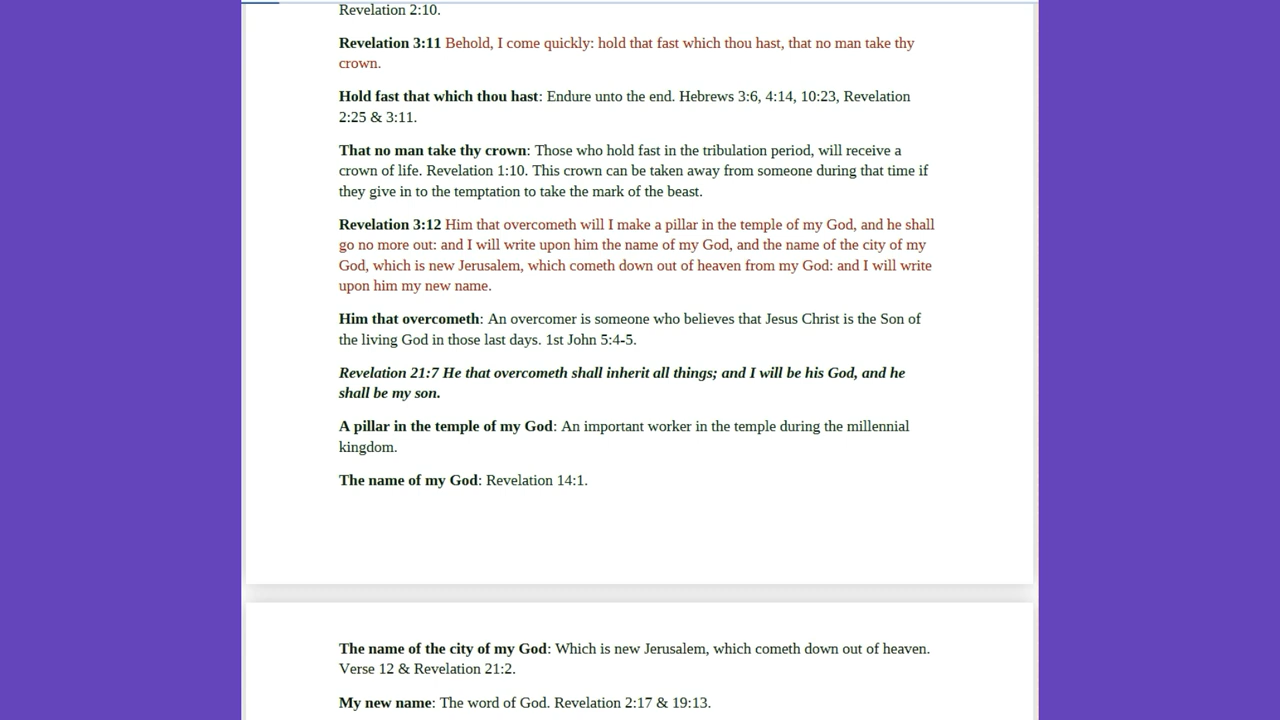 Revelation 2:10.
Revelation 3:11 Behold, I come quickly: hold that fast which thou hast, that no man take thy
crown.
Hold fast that which thou hast: Endure unto the end. Hebrews 3:6, 4:14, 10:23, Revelation
2:25 & 3:11.
That no man take thy crown: Those who hold fast in the tribulation period, will receive a
crown of life. Revelation 1:10. This crown can be taken away from someone during that time if
they give in to the temptation to take the mark of the beast.
Revelation 3:12 Him that overcometh will I make a pillar in the temple of my God, and he shall
go no more out: and I will write upon him the name of my God, and the name of the city of my
God, which is new Jerusalem, which cometh down out of heaven from my God: and I will write
upon him my new name.
Him that overcometh: An overcomer is someone who believes that Jesus Christ is the Son of
the living God in those last days. 1st John 5:4-5.
Revelation 21:7 He that overcometh shall inherit all things; and I will be his God, and he
shall be my son.
A pillar in the temple of my God: An important worker in the temple during the millennial
kingdom.
The name of my God: Revelation 14:1.
The name of the city of my God: Which is new Jerusalem, which cometh down out of heaven.
Verse 12 & Revelation 21:2.
My new name: The word of God. Revelation 2:17 & 19:13.